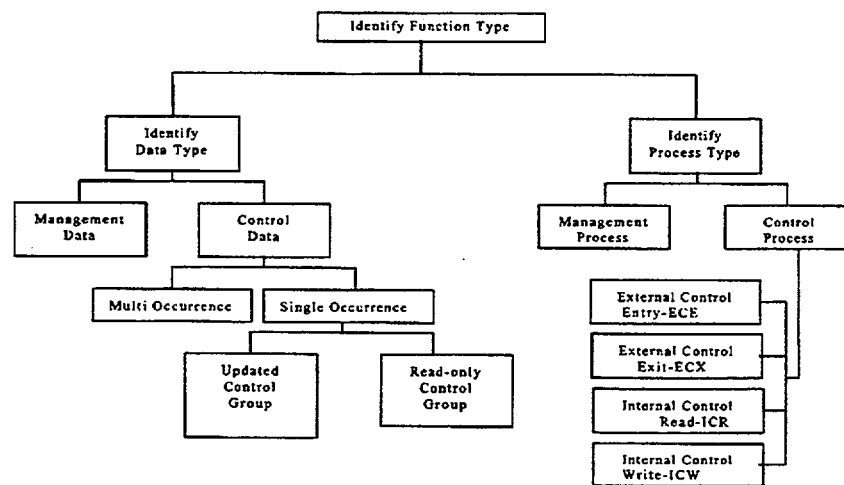 Identify Function Type
Identify
Data Type
Identify
Process Type
Management
Data
Control
Data
Management
Process
Control
Process
Multi Occurrence
Single Occurrence
External Control
Entry-ECE
External Control
Exit-ECX
Updated
Control
Group
Read-only
Control
Group
Internal Control
Read-ICR
Internal Control
Write-ICW